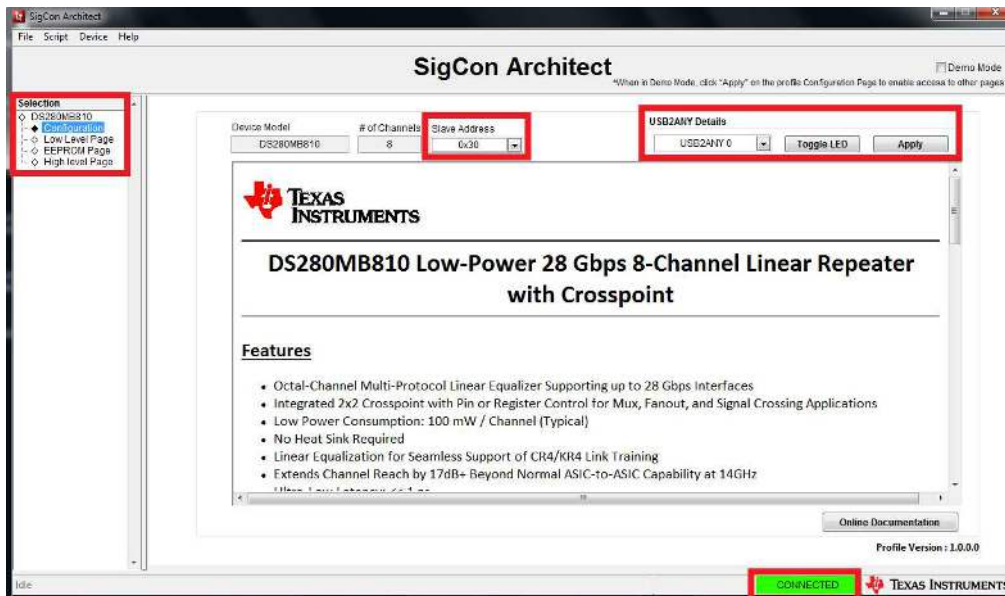 SigCon Architect
File Script Device Help
SigCon Architect
Demo Mode
*When in Demo Mode, click "Apply" on the profile Configuration Page to enable access to other pages
Selection
DS280MB810
Configuration
Low Level Page
EEPROM Page
High level Page
Device Model
# of Channels
Slave Address
DS280MB810
8
0x30
USB2ANY Details
USB2ANY 0
Toggle LED
Apply
TEXAS
INSTRUMENTS
DS280MB810 Low-Power 28 Gbps 8-Channel Linear Repeater
with Crosspoint
Features
• Octal-Channel Multi-Protocol Linear Equalizer Supporting up to 28 Gbps Interfaces
• Integrated 2x2 Crosspoint with Pin or Register Control for Mux, Fanout, and Signal Crossing Applications
• Low Power Consumption: 100 mW / Channel (Typical)
• No Heat Sink Required
• Linear Equalization for Seamless Support of CR4/KR4 Link Training
• Extends Channel Reach by 17dB+ Beyond Normal ASIC-to-ASIC Capability at 14GHz
Online Documentation
Profile Version : 1.0.0.0
Idle
CONNECTED
TEXAS INSTRUMENTS